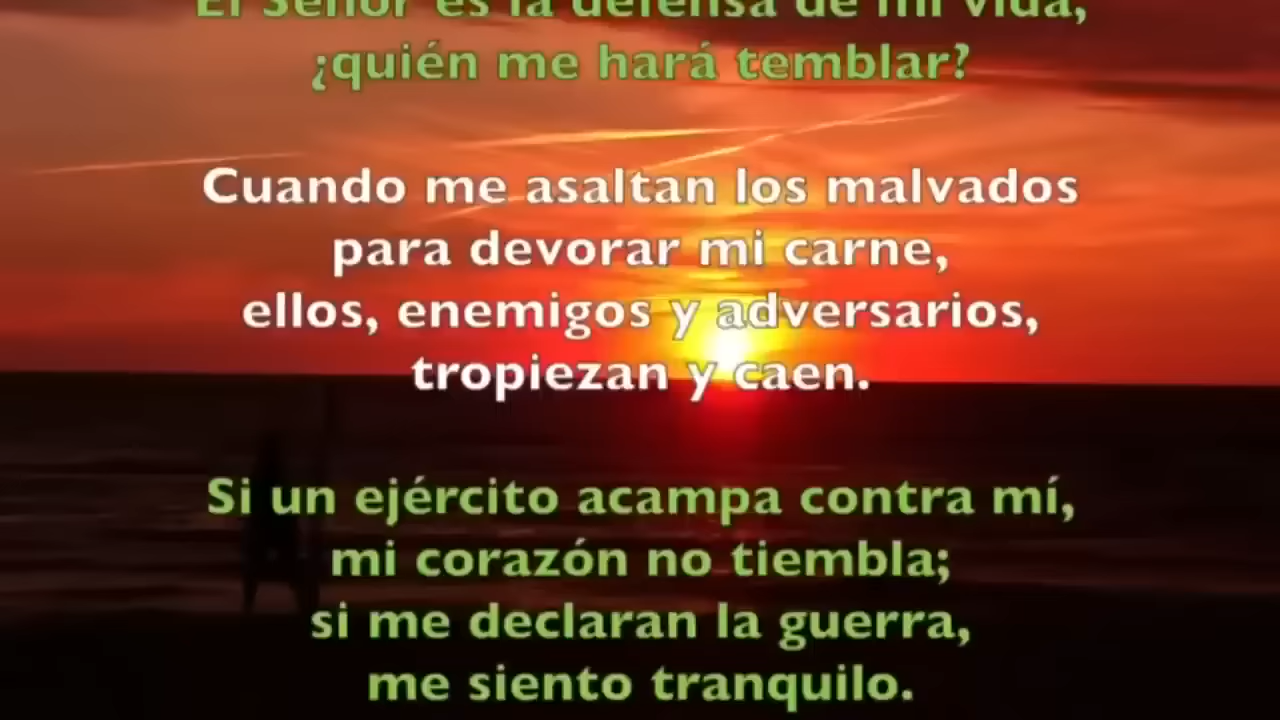 El Señor es la defensa de mi vida,
¿quién me hará temblar?
Cuando me asaltan los malvados
para devorar mi carne,
ellos, enemigos y adversarios,
tropiezan y caen.
Si un ejército acampa contra mí,
mi corazón no tiembla;
si me declaran la guerra,
me siento tranquilo.